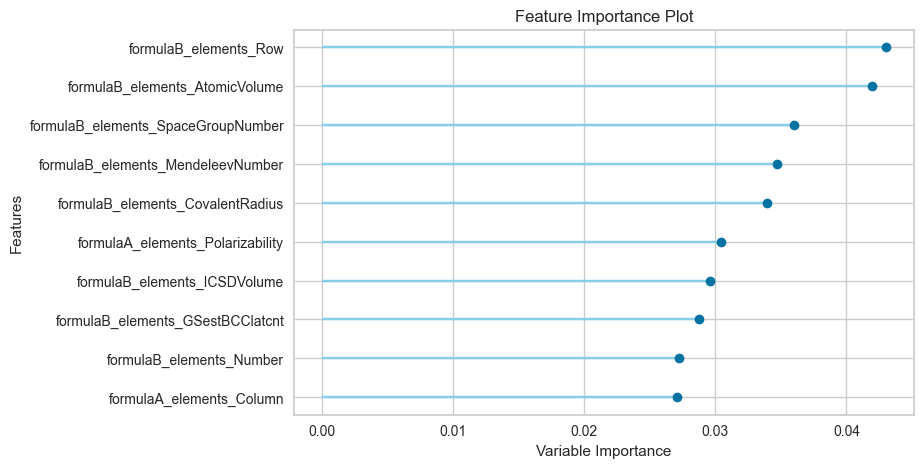 Feature Importance Plot
Features
formulaB_elements_Row
formulaB_elements_AtomicVolume
formulaB_elements_SpaceGroupNumber
formulaB_elements_MendeleevNumber
formulaB_elements_CovalentRadius
formulaA_elements_Polarizability
formulaB_elements_ICSDVolume
formulaB_elements_GSestBCClatcnt
formulaB_elements_Number
formulaA_elements_Column
0.00 0.01 0.02 0.03 0.04
Variable Importance